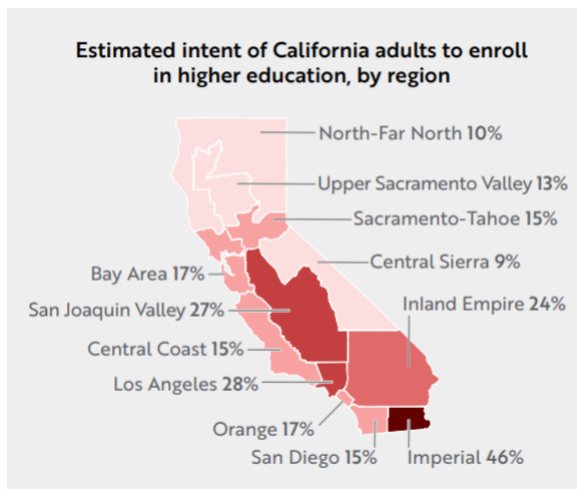 Estimated intent of California adults to enroll
in higher education, by region
North-Far North 10%
Upper Sacramento Valley 13%
Sacramento-Tahoe 15%
Central Sierra 9%
Bay Area 17%
Inland Empire 24%
San Joaquin Valley 27%
Central Coast 15%
Los Angeles 28%
Orange 17%
San Diego 15%
Imperial 46%